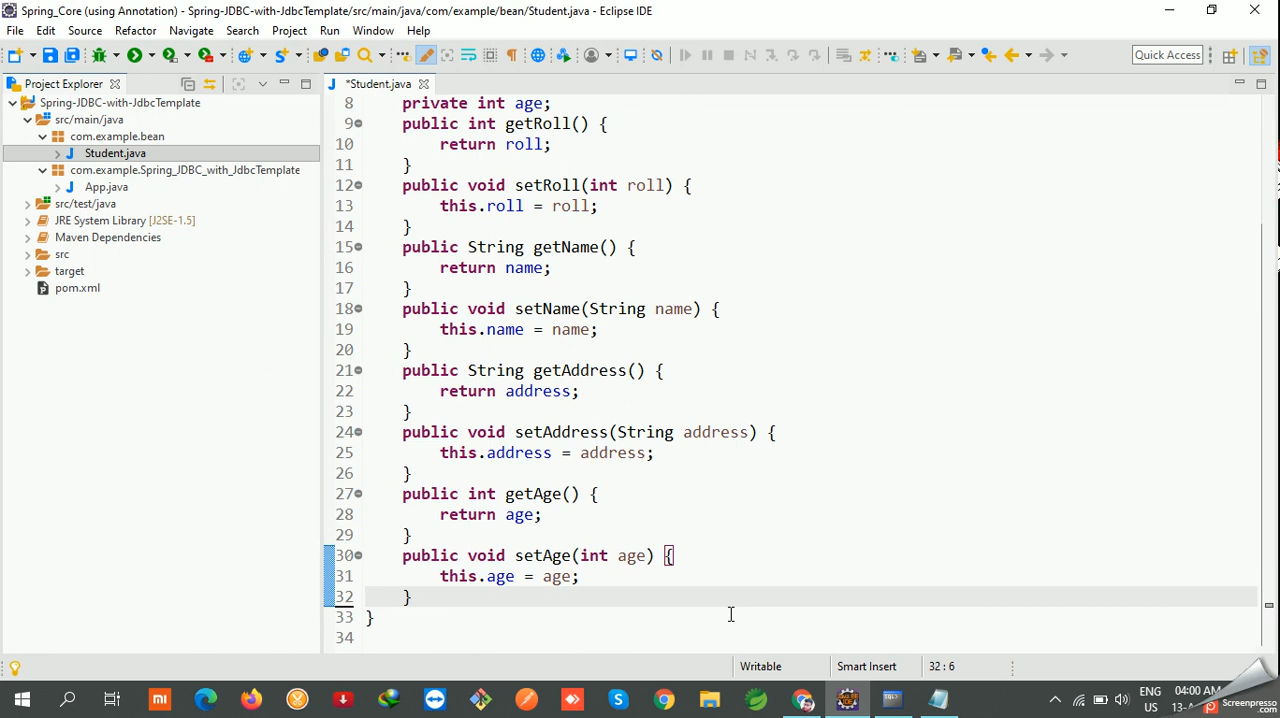 Spring_Core (using Annotation) - Spring-JDBC-with-JdbcTemplate/src/main/java/com/example/bean/Student.java - Eclipse IDE
File Edit Source Refactor Navigate Search Project Run Window Help
Quick Access
Project Explorer
*Student.java
Spring-JDBC-with-JdbcTemplate
src/main/java
com.example.bean
Student.java
com.example.Spring_JDBC_with_JdbcTemplate
App.java
src/test/java
JRE System Library [J2SE-1.5]
Maven Dependencies
src
target
pom.xml
8 private int age;
9 public int getRoll() {
10 return roll;
11 }
12 public void setRoll(int roll) {
13 this.roll = roll;
14 }
15 public String getName() {
16 return name;
17 }
18 public void setName(String name) {
19 this.name = name;
20 }
21 public String getAddress() {
22 return address;
23 }
24 public void setAddress(String address) {
25 this.address = address;
26 }
27 public int getAge() {
28 return age;
29 }
30 public void setAge(int age) {
31 this.age = age;
32 }
33 }
34
Writable Smart Insert 32 : 6
ENG 04:00 AM
US
Screenpresso
.com